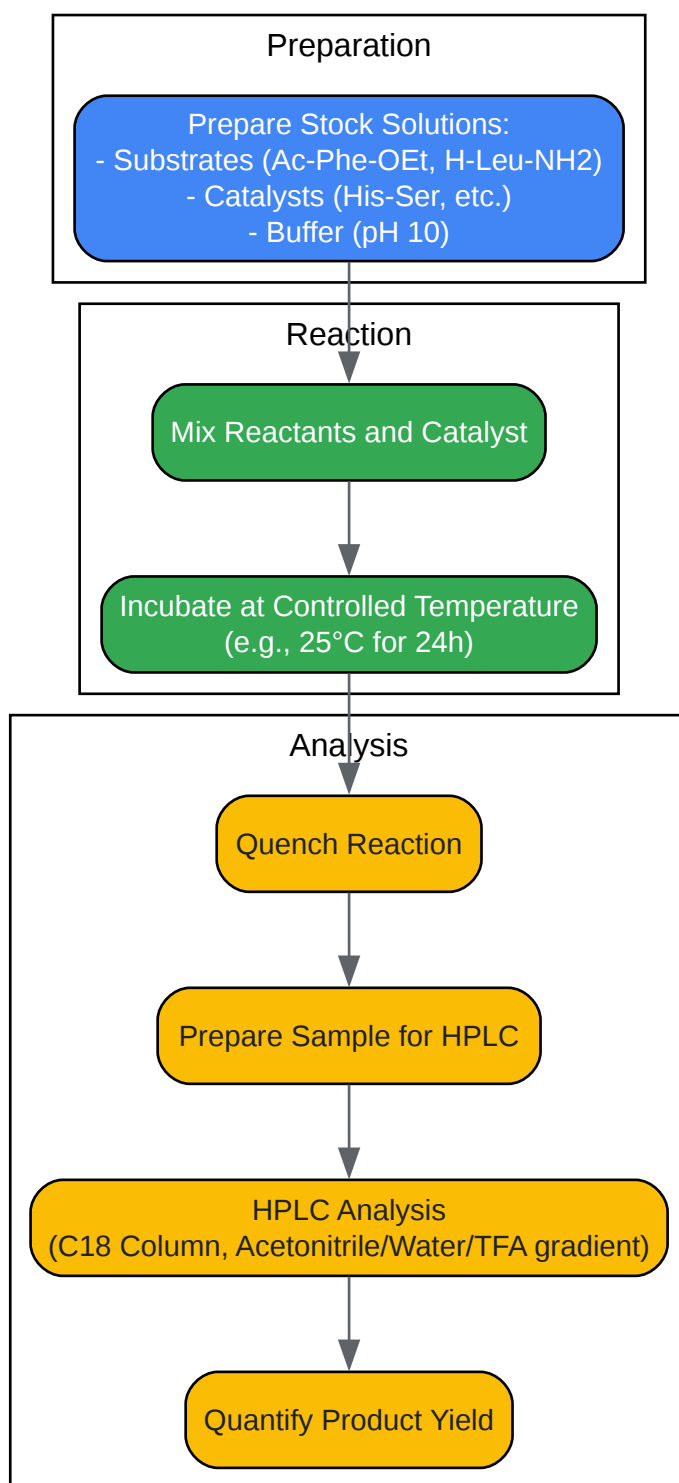 Preparation
Prepare Stock Solutions:
- Substrates (Ac-Phe-OEt, H-Leu-NH2)
- Catalysts (His-Ser, etc.)
- Buffer (pH 10)
Reaction
Mix Reactants and Catalyst
Incubate at Controlled Temperature
(e.g., 25°C for 24h)
Analysis
Quench Reaction
Prepare Sample for HPLC
HPLC Analysis
(C18 Column, Acetonitrile/Water/TFA gradient)
Quantify Product Yield